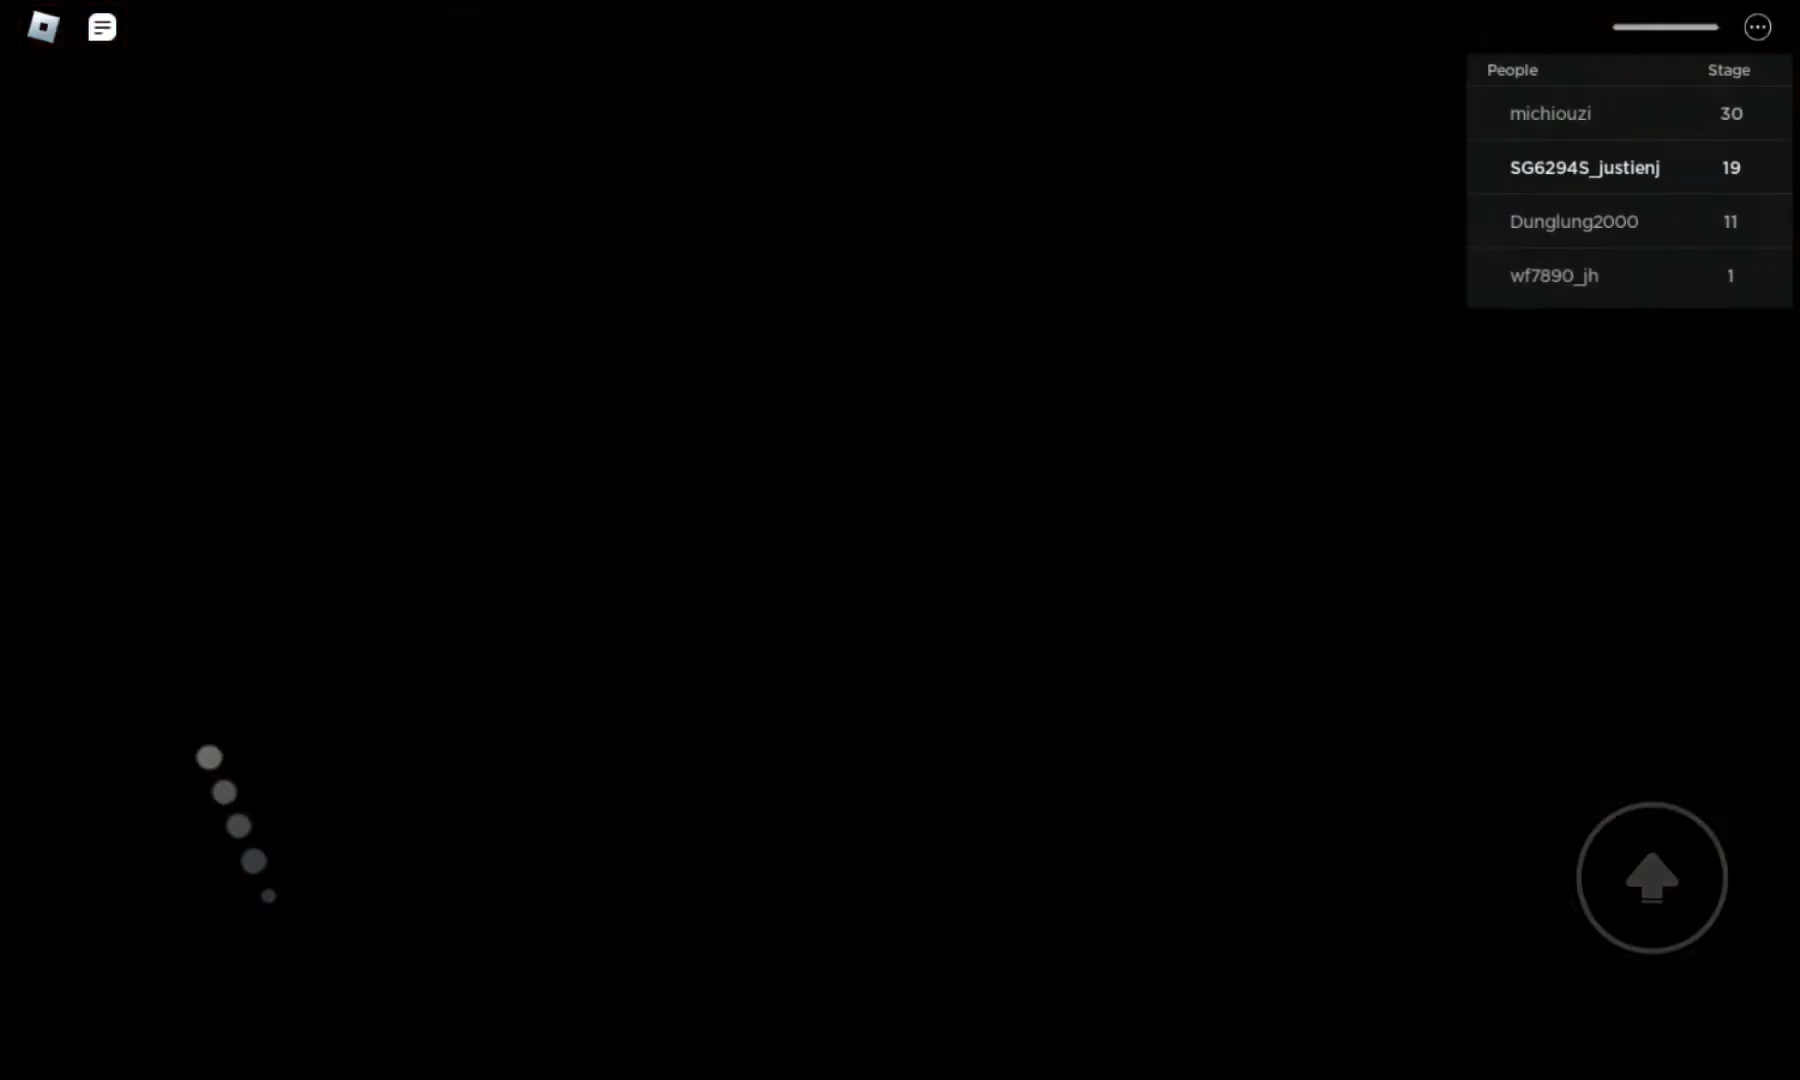 People Stage
michiouzi 30
SG6294S_justienj 19
Dunglung2000 11
wf7890_jh 1